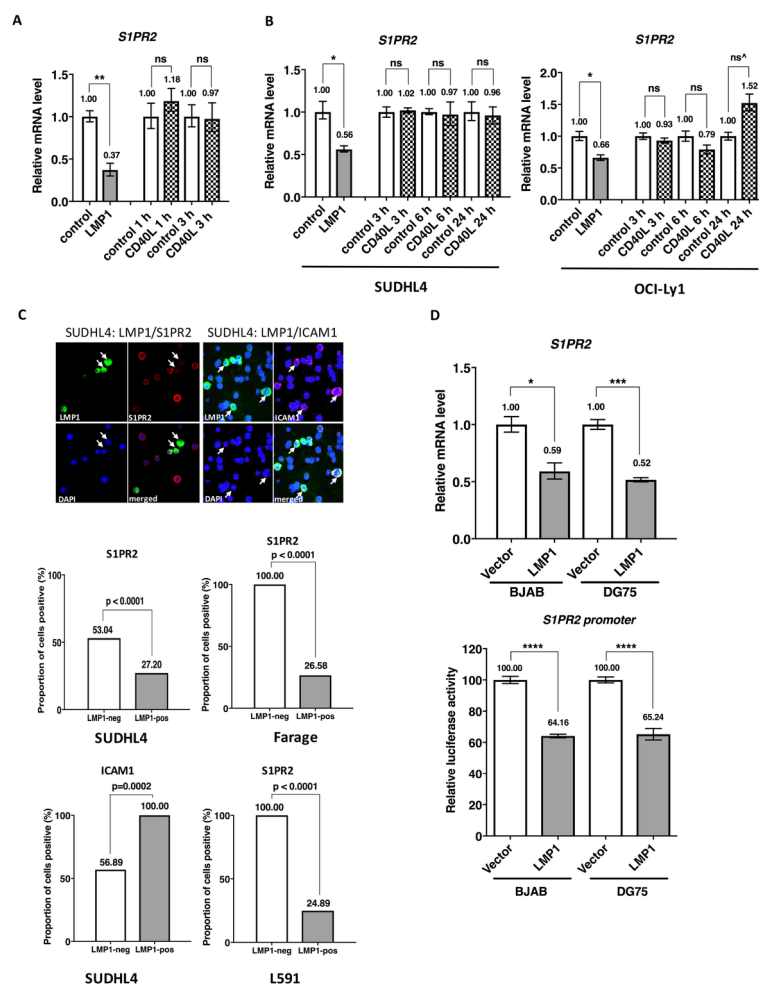 A
S1PR2
Relative mRNA level
1.5
1.0
0.5
0.0
1.00
**
0.37
1.00
ns
1.18
1.00
ns
0.97
control
LMP1
control 1 h
CD40L 1 h
control 3 h
CD40L 3 h
B
S1PR2
Relative mRNA level
1.5
1.0
0.5
0.0
1.00
*
0.56
1.00
ns
1.02
1.00
ns
0.97
1.00
ns
0.96
control
LMP1
control 3 h
CD40L 3 h
control 6 h
CD40L 6 h
control 24 h
CD40L 24 h
SUDHL4
S1PR2
Relative mRNA level
2.0
1.5
1.0
0.5
0.0
1.00
*
0.66
1.00
ns
0.93
1.00
ns
0.79
1.00
ns^
1.52
control
LMP1
control 3 h
CD40L 3 h
control 6 h
CD40L 6 h
control 24 h
CD40L 24 h
OCI-Ly1
C
SUDHL4: LMP1/S1PR2
SUDHL4: LMP1/ICAM1
LMP1
S1PR2
LMP1
ICAM1
DAPI
merged
DAPI
merged
S1PR2
Proportion of cells positive (%)
100
50
0
p < 0.0001
53.04
27.20
LMP1-neg
LMP1-pos
SUDHL4
S1PR2
Proportion of cells positive (%)
100
50
0
p < 0.0001
100.00
26.58
LMP1-neg
LMP1-pos
Farage
ICAM1
Proportion of cells positive (%)
100
50
0
p=0.0002
56.89
100.00
LMP1-neg
LMP1-pos
SUDHL4
S1PR2
Proportion of cells positive (%)
100
50
0
p < 0.0001
100.00
24.89
LMP1-neg
LMP1-pos
L591
D
S1PR2
Relative mRNA level
1.5
1.0
0.5
0.0
1.00
*
0.59
1.00
***
0.52
Vector
LMP1
Vector
LMP1
BJAB
DG75
S1PR2 promoter
Relative luciferase activity
120
100
80
60
40
20
0
100.00
****
64.16
100.00
****
65.24
Vector
LMP1
Vector
LMP1
BJAB
DG75